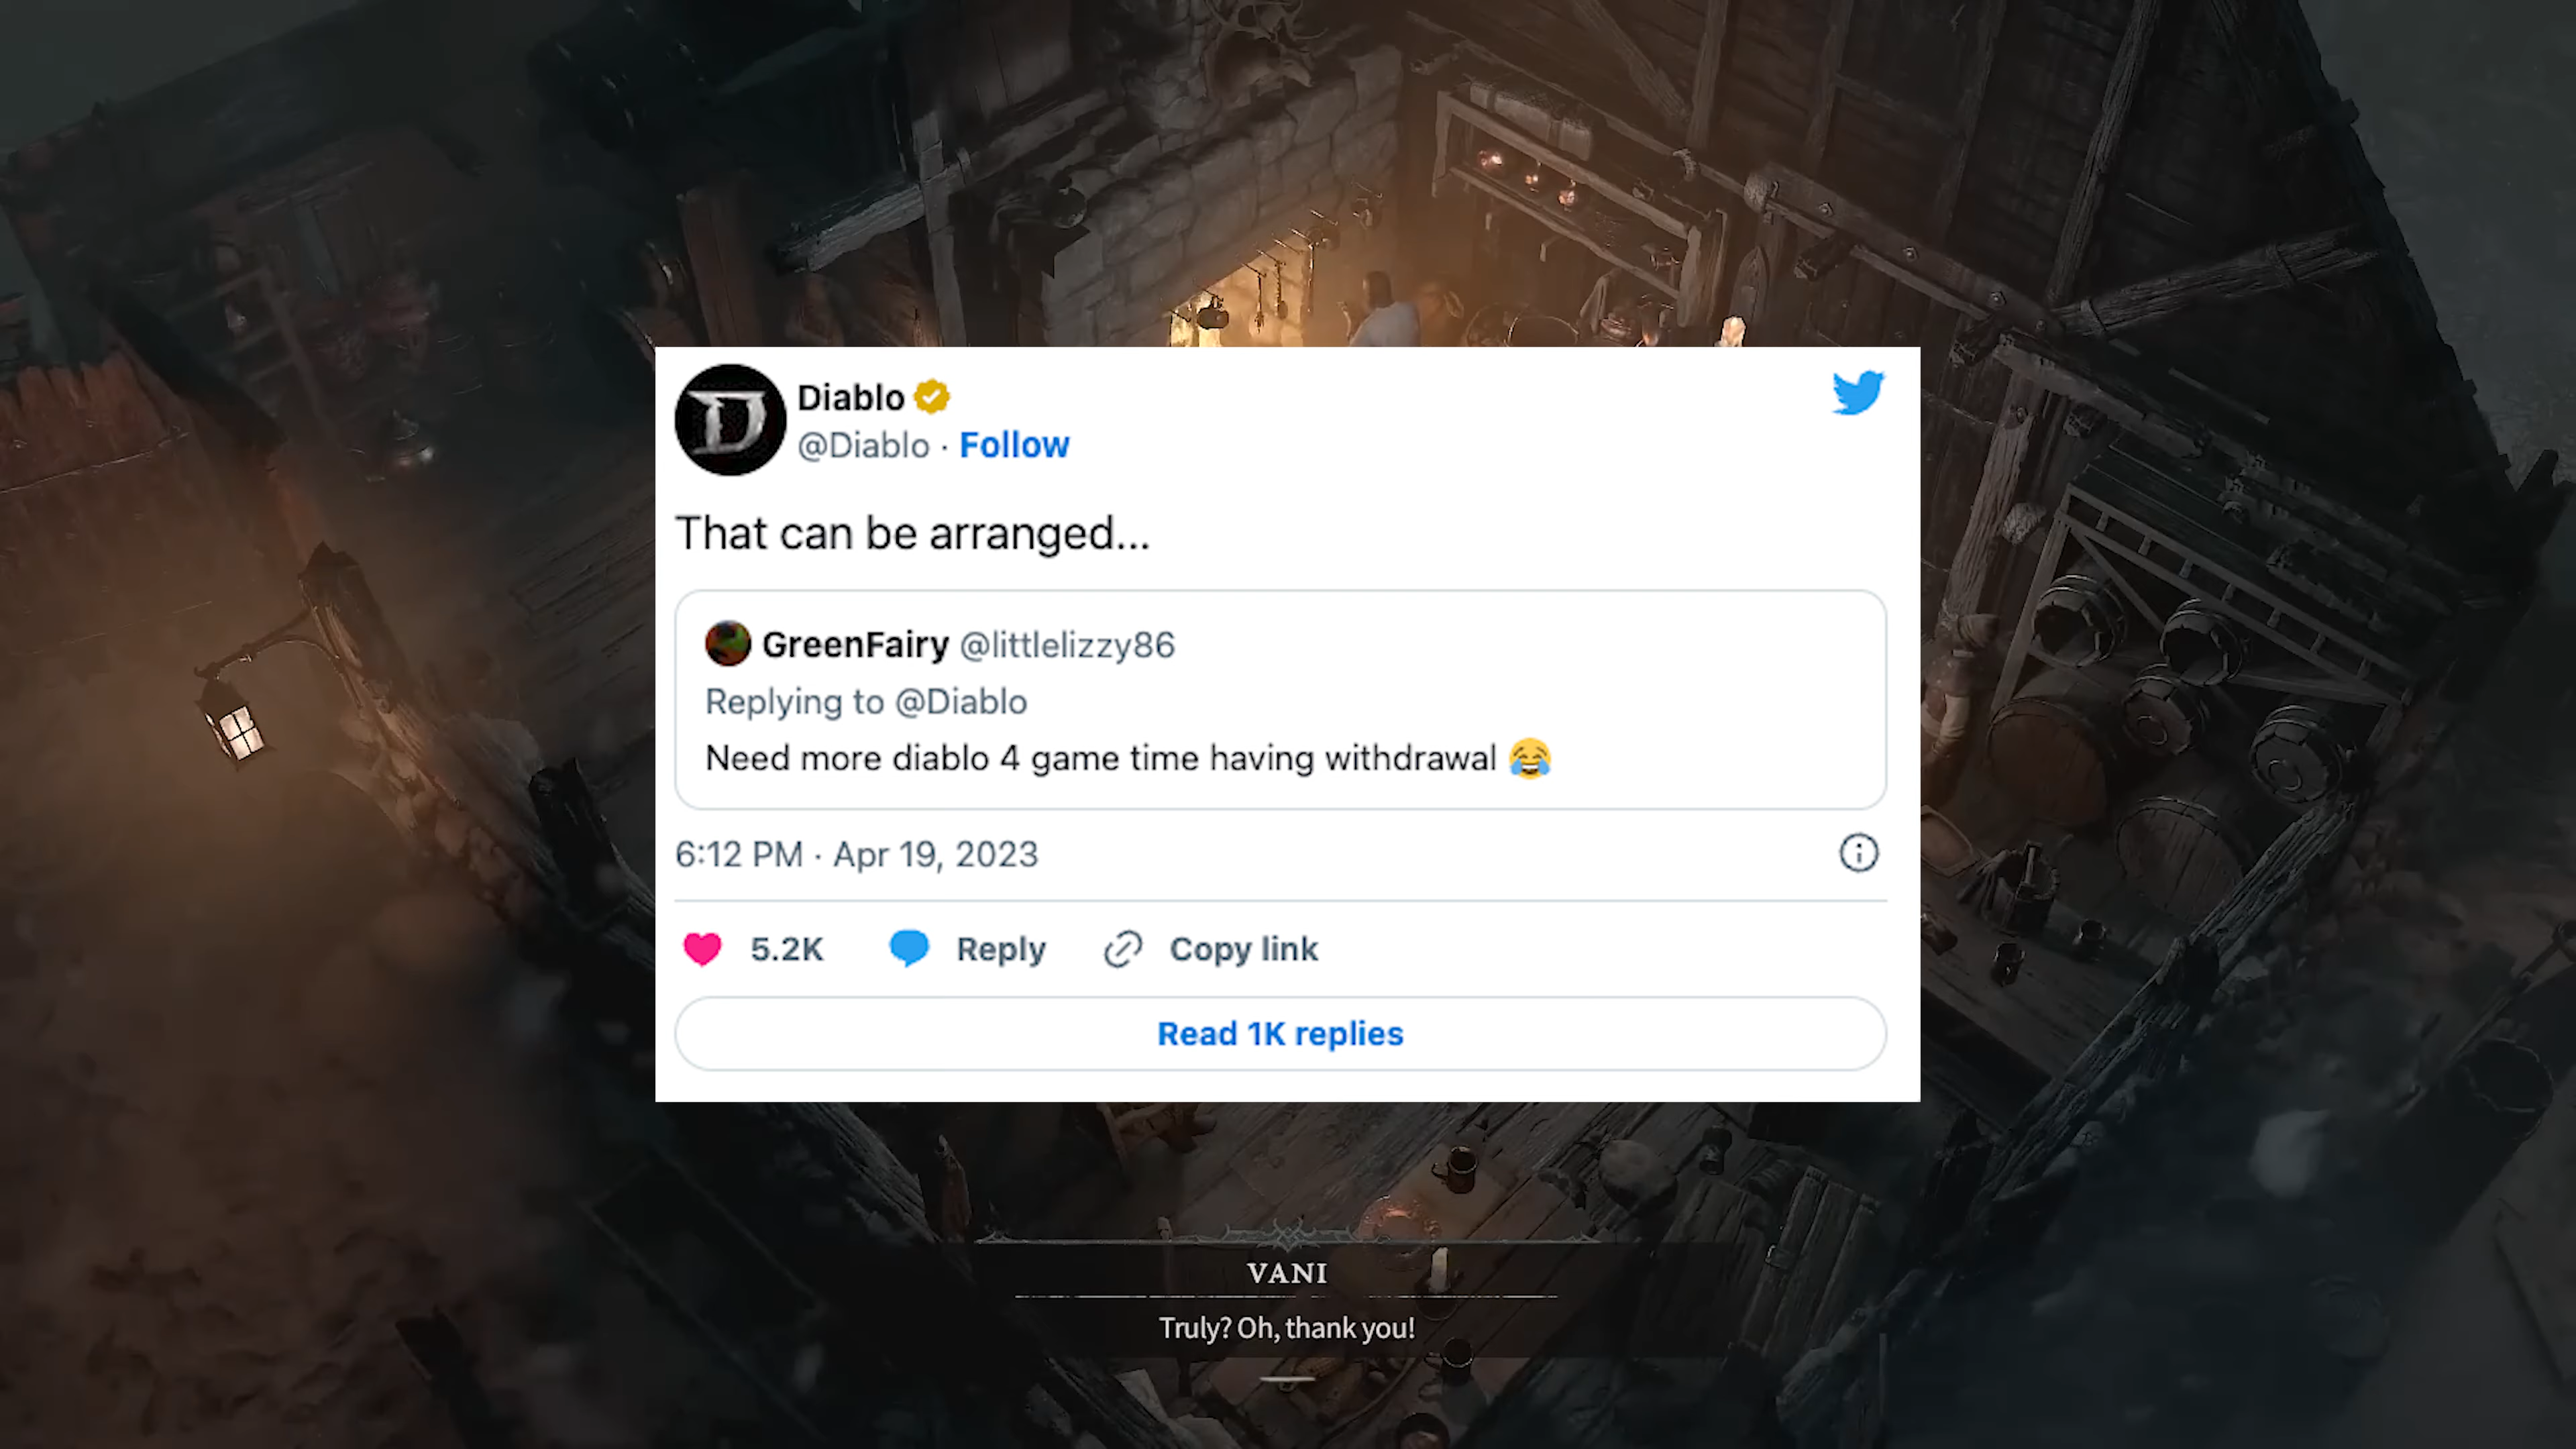 Diablo
@Diablo · Follow
That can be arranged...
GreenFairy @littlelizzy86
Replying to @Diablo
Need more diablo 4 game time having withdrawal 😂
6:12 PM · Apr 19, 2023
5.2K Reply Copy link
Read 1K replies
VANI
Truly? Oh, thank you!